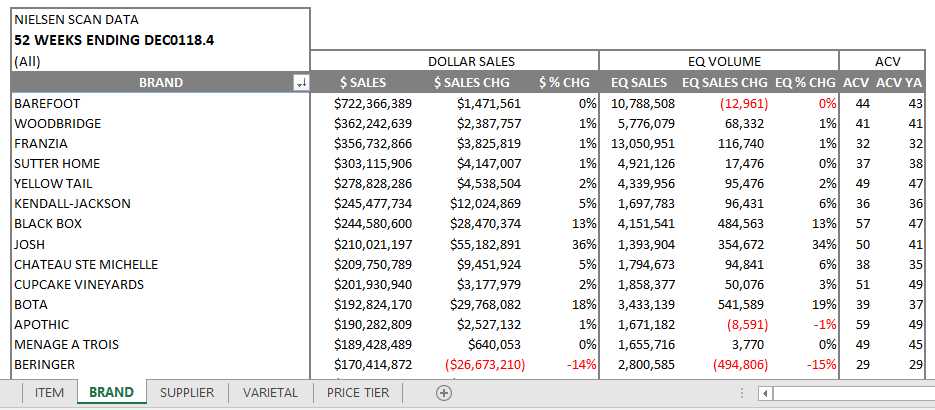 NIELSEN SCAN DATA
52 WEEKS ENDING DEC0118.4
(All) DOLLAR SALES EQ VOLUME ACV
BRAND $ SALES $ SALES CHG $ % CHG EQ SALES EQ SALES CHG EQ % CHG ACV ACV YA
BAREFOOT $722,366,389 $1,471,561 0% 10,788,508 (12,961) 0% 44 43
WOODBRIDGE $362,242,639 $2,387,757 1% 5,776,079 68,332 1% 41 41
FRANZIA $356,732,866 $3,825,819 1% 13,050,951 116,740 1% 32 32
SUTTER HOME $303,115,906 $4,147,007 1% 4,921,126 17,476 0% 37 38
YELLOW TAIL $278,828,286 $4,538,504 2% 4,339,956 95,476 2% 49 47
KENDALL-JACKSON $245,477,734 $12,024,869 5% 1,697,783 96,431 6% 36 36
BLACK BOX $244,580,600 $28,470,374 13% 4,151,541 484,563 13% 57 47
JOSH $210,021,197 $55,182,891 36% 1,393,904 354,672 34% 50 41
CHATEAU STE MICHELLE $209,750,789 $9,451,924 5% 1,794,673 94,841 6% 38 35
CUPCAKE VINEYARDS $201,930,940 $3,177,979 2% 1,858,377 50,076 3% 51 49
BOTA $192,824,170 $29,768,082 18% 3,433,139 541,589 19% 39 37
APOTHIC $190,282,809 $2,527,132 1% 1,671,182 (8,591) -1% 59 49
MENAGE A TROIS $189,428,489 $640,053 0% 1,655,716 3,770 0% 49 45
BERINGER $170,414,872 ($26,673,210) -14% 2,800,585 (494,806) -15% 29 29
ITEM BRAND SUPPLIER VARIETAL PRICE TIER